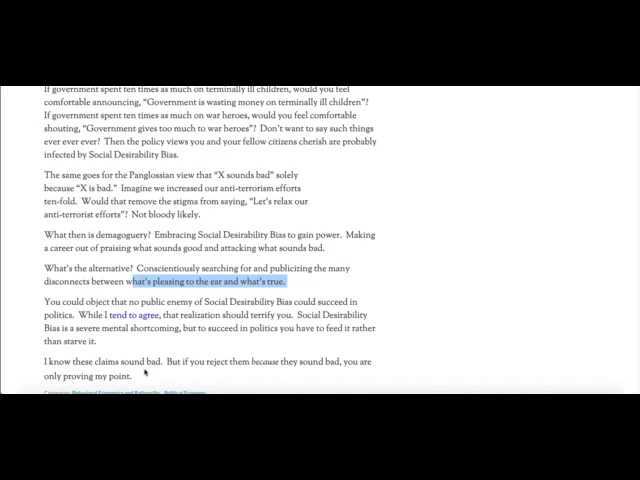 If government spent ten times as much on terminally ill children, would you feel
comfortable announcing, “Government is wasting money on terminally ill children”?
If government spent ten times as much on war heroes, would you feel comfortable
shouting, “Government gives too much to war heroes”?  Don’t want to say such things
ever ever ever?  Then the policy views you and your fellow citizens cherish are probably
infected by Social Desirability Bias.
The same goes for the Panglossian view that “X sounds bad” solely
because “X is bad.”  Imagine we increased our anti-terrorism efforts
ten-fold.  Would that remove the stigma from saying, “Let’s relax our
anti-terrorist efforts”?  Not bloody likely.
What then is demagoguery?  Embracing Social Desirability Bias to gain power.  Making
a career out of praising what sounds good and attacking what sounds bad.
What’s the alternative?  Conscientiously searching for and publicizing the many
disconnects between what’s pleasing to the ear and what’s true.
You could object that no public enemy of Social Desirability Bias could succeed in
politics.  While I tend to agree, that realization should terrify you.  Social Desirability
Bias is a severe mental shortcoming, but to succeed in politics you have to feed it rather
than starve it.
I know these claims sound bad.  But if you reject them because they sound bad, you are
only proving my point.
Categories: Behavioral Economics and Rationality, Political Economy